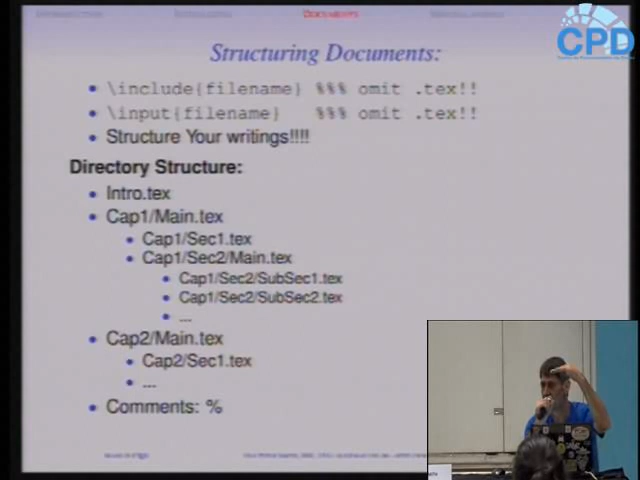 DOCUMENTS
CPD
Structuring Documents:
• \include{filename} %%% omit .tex!!
• \input{filename} %%% omit .tex!!
• Structure Your writings!!!!
Directory Structure:
• Intro.tex
• Cap1/Main.tex
• Cap1/Sec1.tex
• Cap1/Sec2/Main.tex
• Cap1/Sec2/SubSec1.tex
• Cap1/Sec2/SubSec2.tex
• ...
• Cap2/Main.tex
• Cap2/Sec1.tex
• ...
• Comments: %